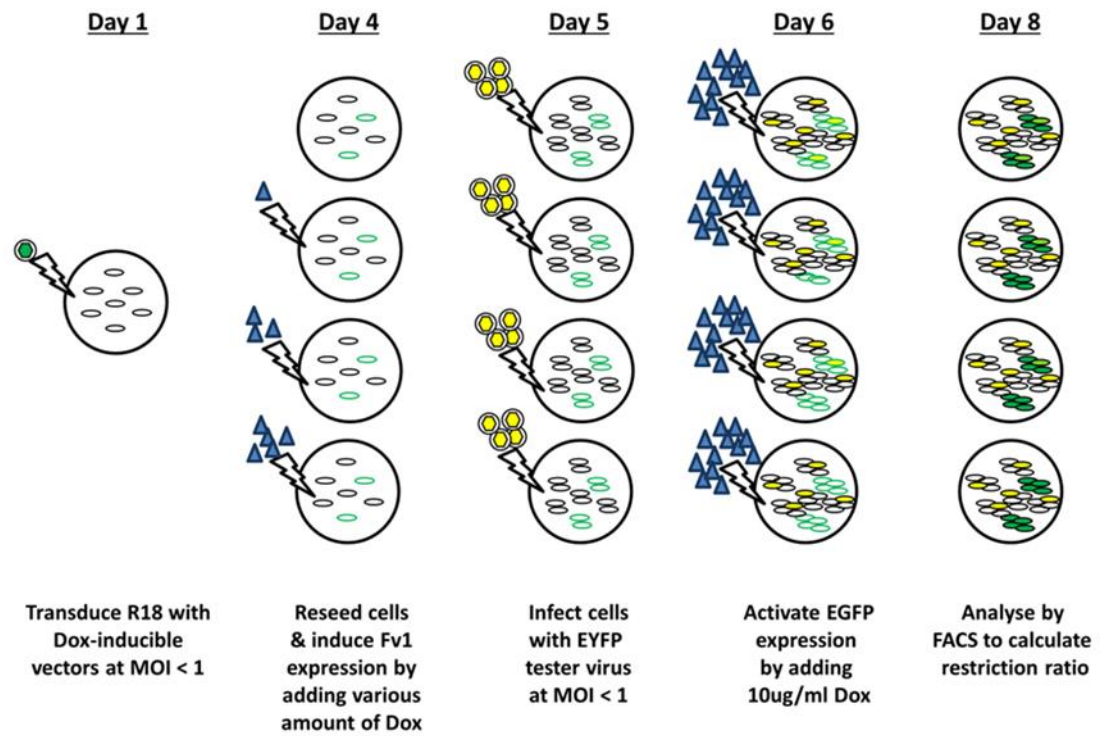 Day 1
Day 4
Day 5
Day 6
Day 8
Transduce R18 with
Dox-inducible
vectors at MOI < 1
Reseed cells
& induce Fv1
expression by
adding various
amount of Dox
Infect cells
with EYFP
tester virus
at MOI < 1
Activate EGFP
expression
by adding
10ug/ml Dox
Analyse by
FACS to calculate
restriction ratio